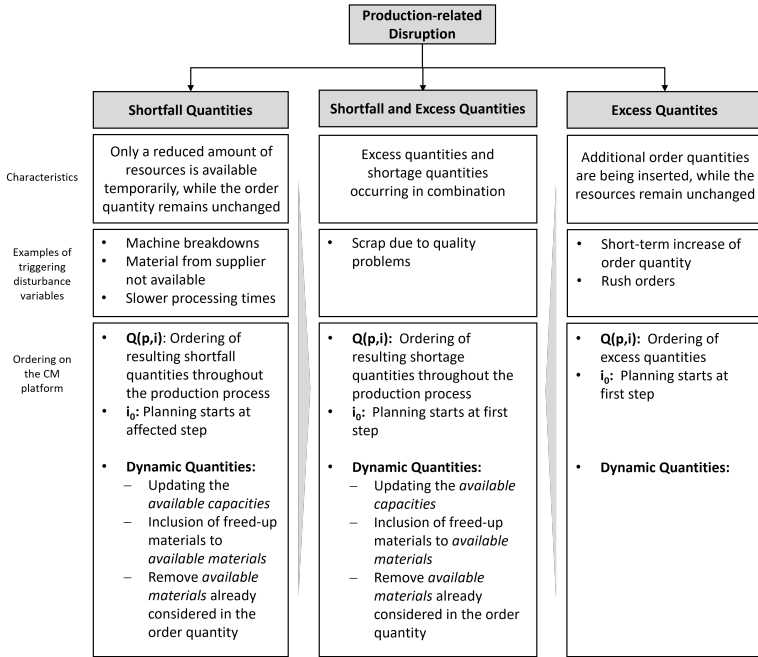 Production-related
Disruption
Shortfall Quantities
Shortfall and Excess Quantities
Excess Quantites
Characteristics
Only a reduced amount of
resources is available
temporarily, while the order
quantity remains unchanged
Excess quantities and
shortage quantities
occurring in combination
Additional order quantities
are being inserted, while the
resources remain unchanged
Examples of
triggering
disturbance
variables
• Machine breakdowns
• Material from supplier
not available
• Slower processing times
• Scrap due to quality
problems
• Short-term increase of
order quantity
• Rush orders
Ordering on
the CM
platform
• Q(p,i): Ordering of
resulting shortfall
quantities throughout
the production process
• i₀: Planning starts at
affected step
• Dynamic Quantities:
– Updating the
available capacities
– Inclusion of freed-up
materials to
available materials
– Remove available
materials already
considered in the
order quantity
• Q(p,i): Ordering of
resulting shortage
quantities throughout the
production process
• i₀: Planning starts at first
step
• Dynamic Quantities:
– Updating the available
capacities
– Inclusion of freed-up
materials to available
materials
– Remove available
materials already
considered in the order
quantity
• Q(p,i): Ordering of
excess quantities
• i₀: Planning starts at
first step
• Dynamic Quantities: